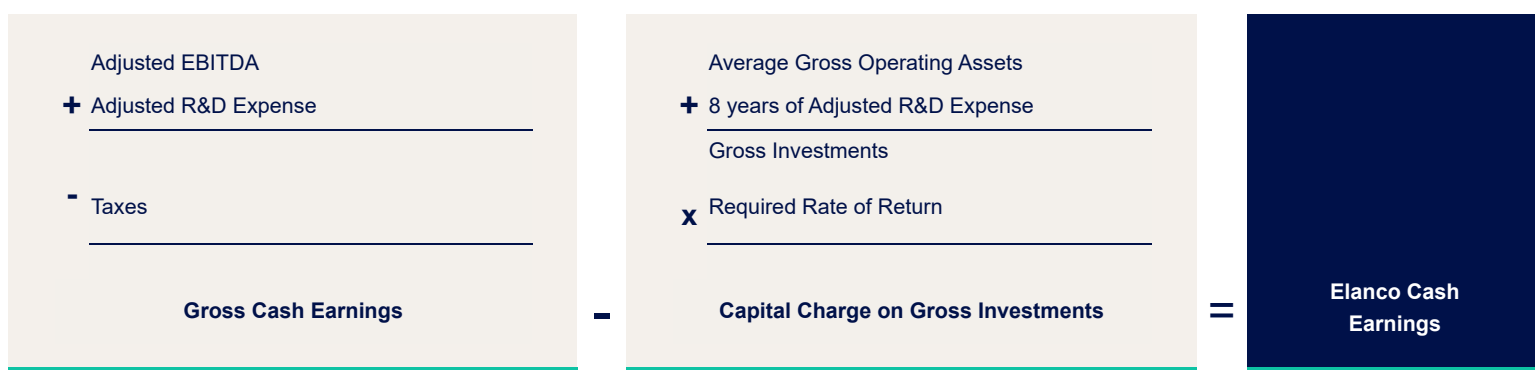 Adjusted EBITDA
+ Adjusted R&D Expense
- Taxes
Gross Cash Earnings
-
Average Gross Operating Assets
+ 8 years of Adjusted R&D Expense
Gross Investments
x Required Rate of Return
Capital Charge on Gross Investments
=
Elanco Cash
Earnings